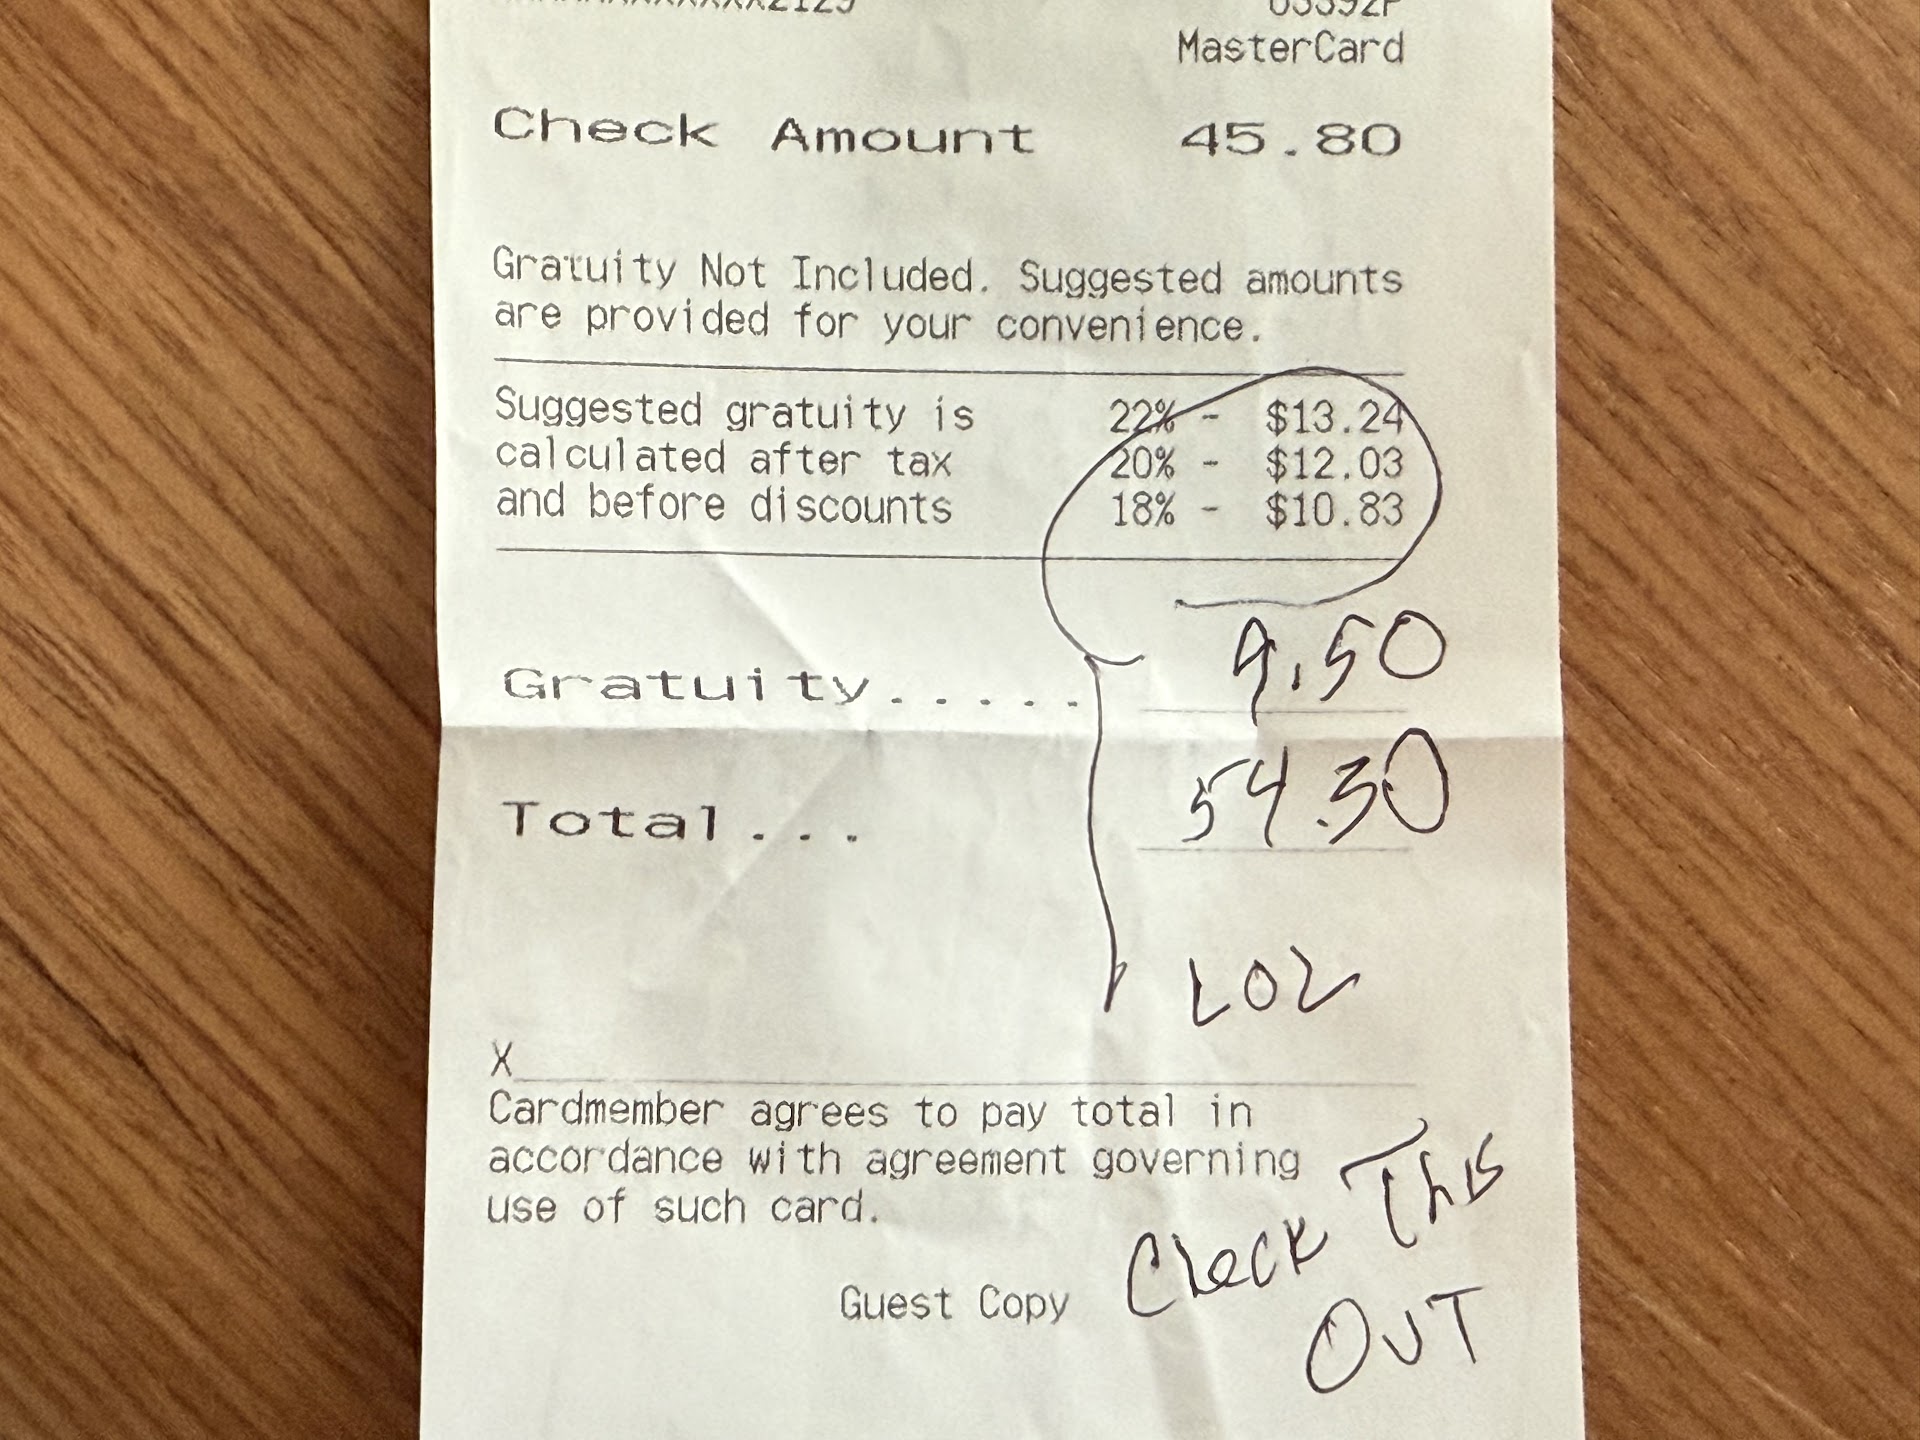 MasterCard
Check Amount 45.80
Gratuity Not Included. Suggested amounts
are provided for your convenience.
Suggested gratuity is 22% - $13.24
calculated after tax 20% - $12.03
and before discounts 18% - $10.83
Gratuity..... 9.50
Total... 54.30
LOL
X
Cardmember agrees to pay total in
accordance with agreement governing
use of such card.
Check This
OUT
Guest Copy